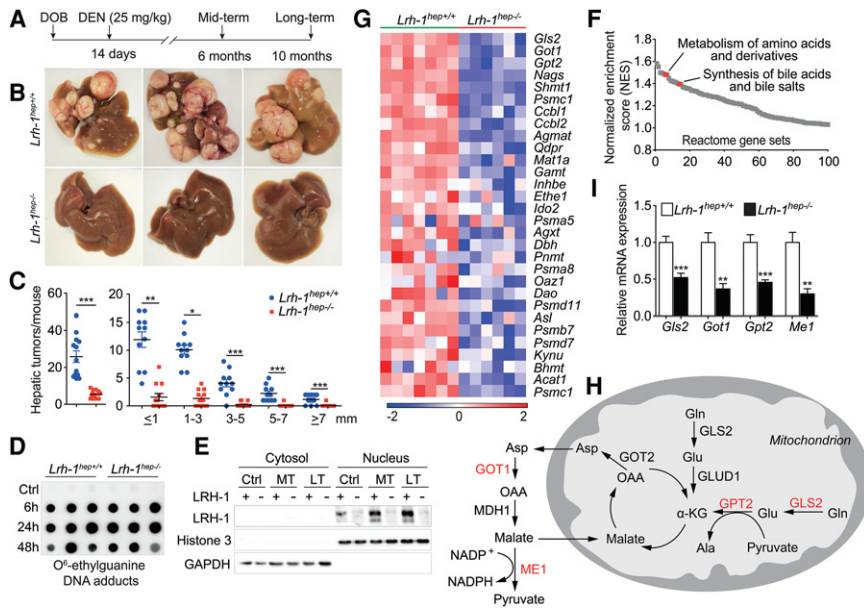 A
DOB
DEN (25 mg/kg)
Mid-term
Long-term
14 days
6 months
10 months
B
Lrh-1hep+/+
Lrh-1hep-/-
C
Hepatic tumors/mouse
60
40
20
0
***
20
15
10
5
0
**
*
***
***
***
Lrh-1hep+/+
Lrh-1hep-/-
≤1
1-3
3-5
5-7
≥7
mm
D
Lrh-1hep+/+
Lrh-1hep-/-
Ctrl
6h
24h
48h
O6-ethylguanine
DNA adducts
E
Cytosol
Nucleus
Ctrl
MT
LT
Ctrl
MT
LT
LRH-1
+ - + - + - + - + - + -
LRH-1
Histone 3
GAPDH
G
Lrh-1hep+/+
Lrh-1hep-/-
Gls2
Got1
Gpt2
Nags
Shmt1
Psmc1
Ccbl1
Ccbl2
Agmat
Qdpr
Mat1a
Gamt
Inhbe
Ethe1
Ido2
Psma5
Agxt
Dbh
Pnmt
Psma8
Oaz1
Dao
Psmd11
Asl
Psmb7
Psmd7
Kynu
Bhmt
Acat1
Psmc1
-2
0
2
F
Normalized enrichment
score (NES)
1.8
1.6
1.4
1.2
1.0
Metabolism of amino acids
and derivatives
Synthesis of bile acids
and bile salts
Reactome gene sets
0
20
40
60
80
100
I
Lrh-1hep+/+
Lrh-1hep-/-
Relative mRNA expression
1.5
1.0
0.5
0.0
***
**
***
**
Gls2
Got1
Gpt2
Me1
H
Mitochondrion
Gln
GLS2
Glu
GLUD1
α-KG
GPT2
Glu
GLS2
Gln
Ala
Pyruvate
Asp
GOT2
OAA
Malate
Asp
GOT1
OAA
MDH1
Malate
NADP+
ME1
NADPH
Pyruvate